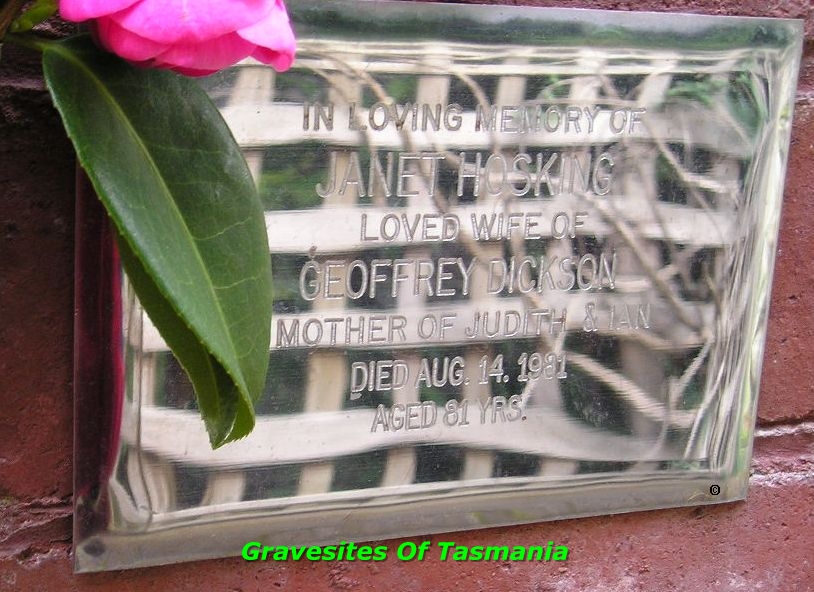 IN LOVING MEMORY OF
JANET HOSKING
LOVED WIFE OF
GEOFFREY DICKSON
MOTHER OF JUDITH & IAN
DIED AUG. 14. 1981
AGED 81 YRS.
©
Gravesites Of Tasmania